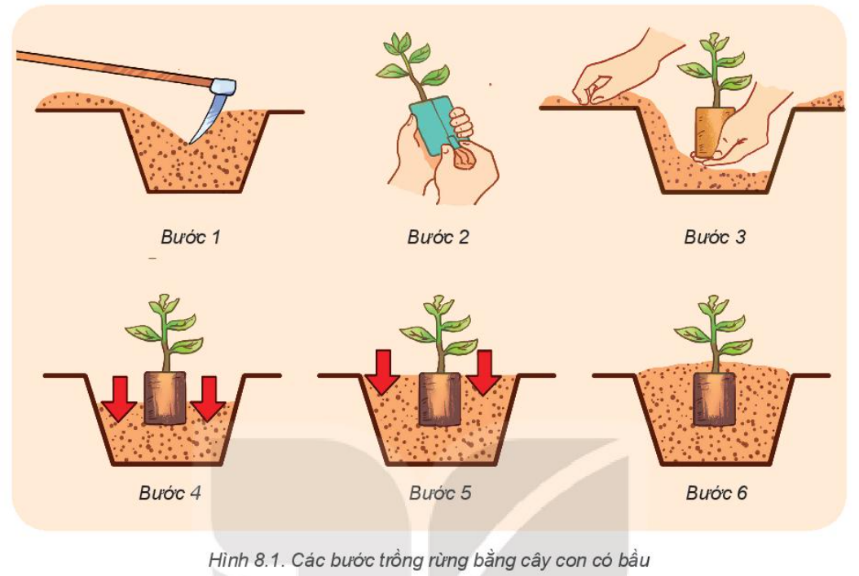 Bước 1
Bước 2
Bước 3
Bước 4
Bước 5
Bước 6
Hình 8.1. Các bước trồng rừng bằng cây con có bầu